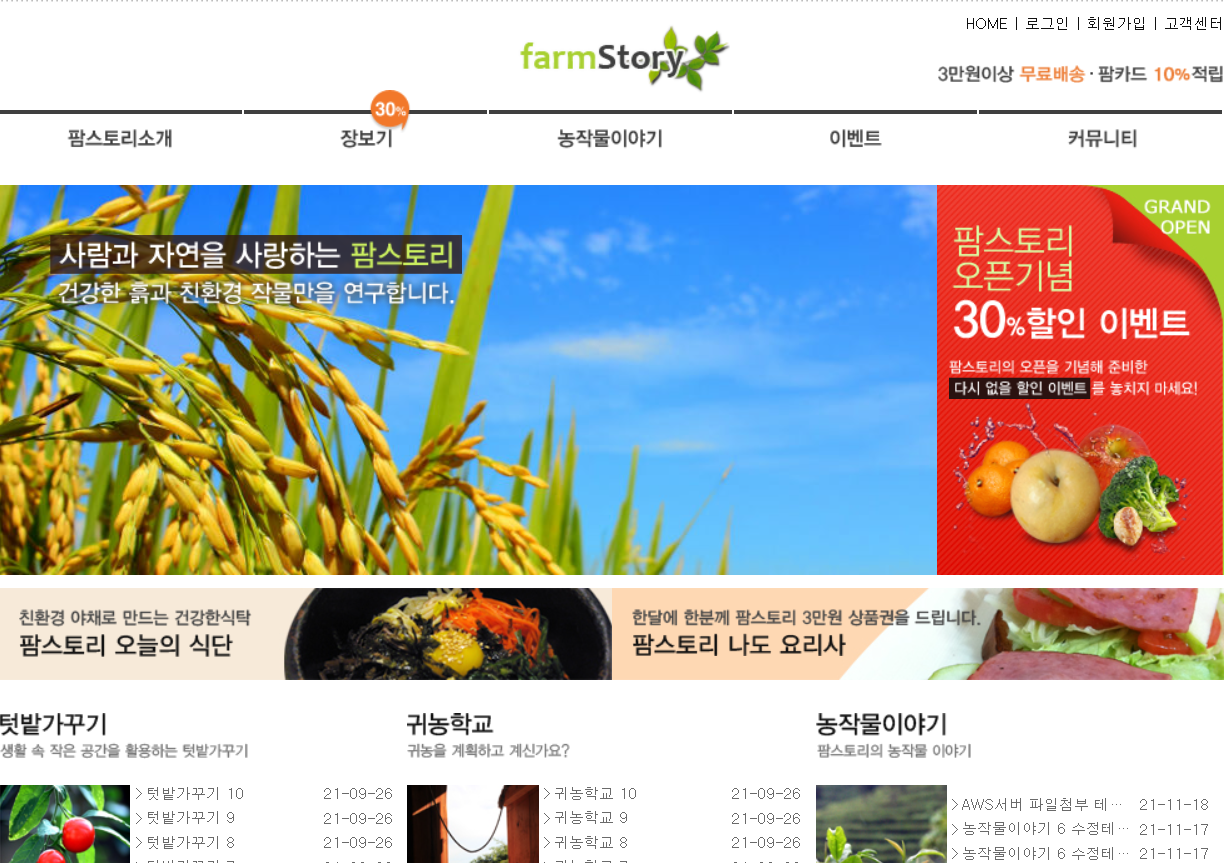 HOME | 로그인 | 회원가입 | 고객센터
farmStory
3만원이상 무료배송 · 팜카드 10%적립
30%
팜스토리소개 장보기 농작물이야기 이벤트 커뮤니티
사람과 자연을 사랑하는 팜스토리
건강한 흙과 친환경 작물만을 연구합니다.
GRAND
OPEN
팜스토리
오픈기념
30%할인 이벤트
팜스토리의 오픈을 기념해 준비한
다시 없을 할인 이벤트를 놓치지 마세요!
친환경 야채로 만드는 건강한식탁
팜스토리 오늘의 식단
한달에 한분께 팜스토리 3만원 상품권을 드립니다.
팜스토리 나도 요리사
텃밭가꾸기
생활 속 작은 공간을 활용하는 텃밭가꾸기
> 텃밭가꾸기 10 21-09-26
> 텃밭가꾸기 9 21-09-26
> 텃밭가꾸기 8 21-09-26
귀농학교
귀농을 계획하고 계신가요?
> 귀농학교 10 21-09-26
> 귀농학교 9 21-09-26
> 귀농학교 8 21-09-26
농작물이야기
팜스토리의 농작물 이야기
> AWS서버 파일첨부 테… 21-11-18
> 농작물이야기 6 수정테… 21-11-17
> 농작물이야기 6 수정테… 21-11-17